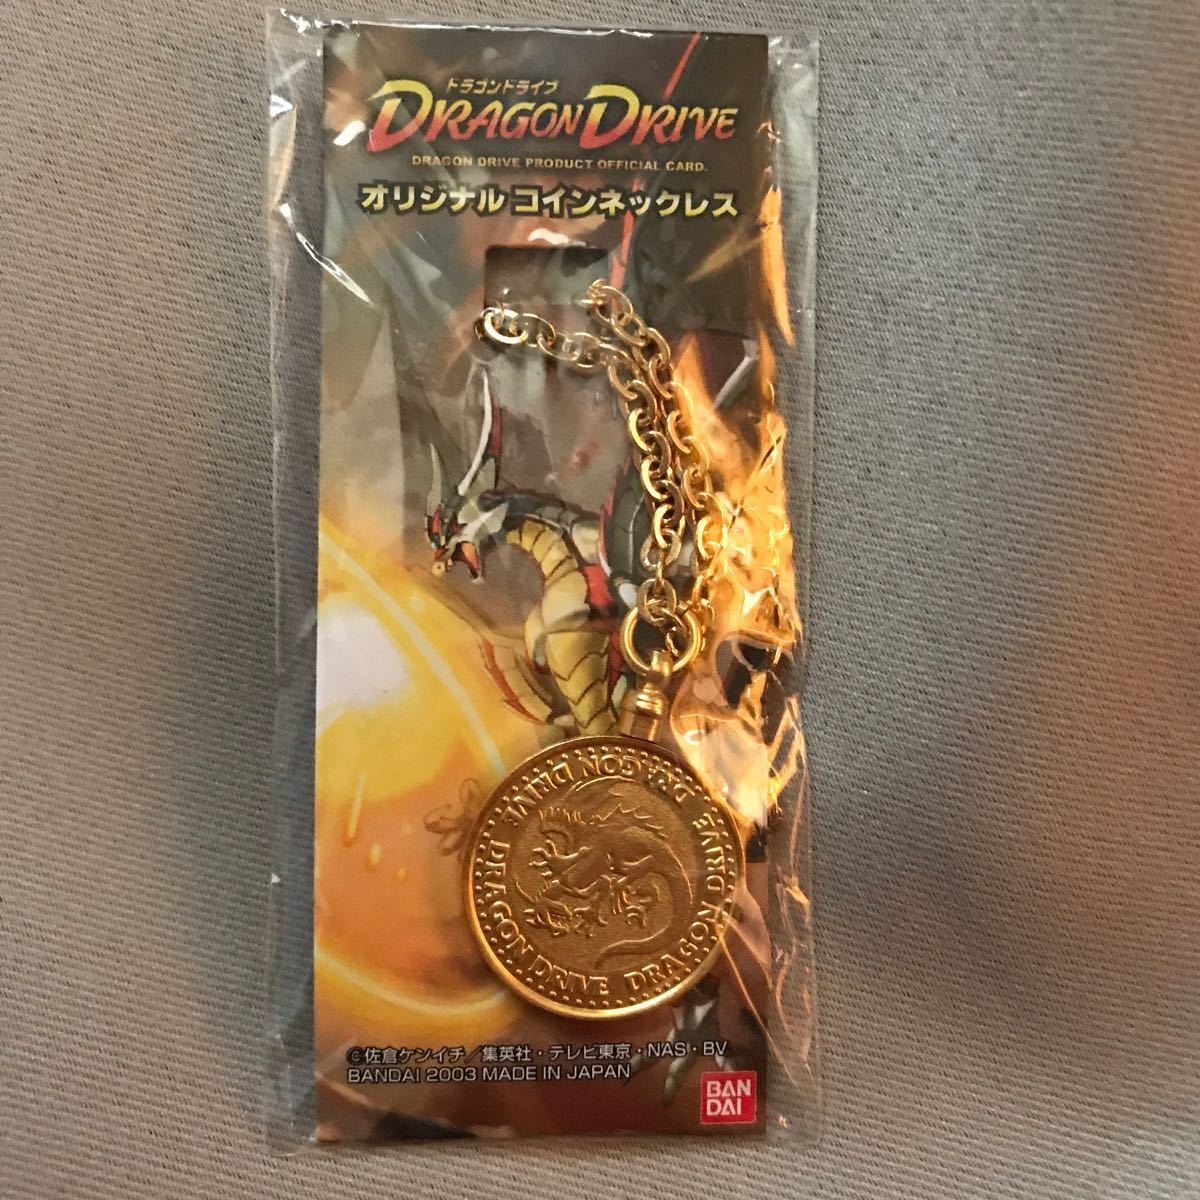 ドラゴンドライブ
DRAGON DRIVE
DRAGON DRIVE PRODUCT OFFICIAL CARD.
オリジナル コインネックレス
DRAGON DRIVE DRAGON DRIVE DRAGON DRIVE
©佐倉ケンイチ／集英社・テレビ東京・NAS・BV
BANDAI 2003 MADE IN JAPAN
BAN
DAI